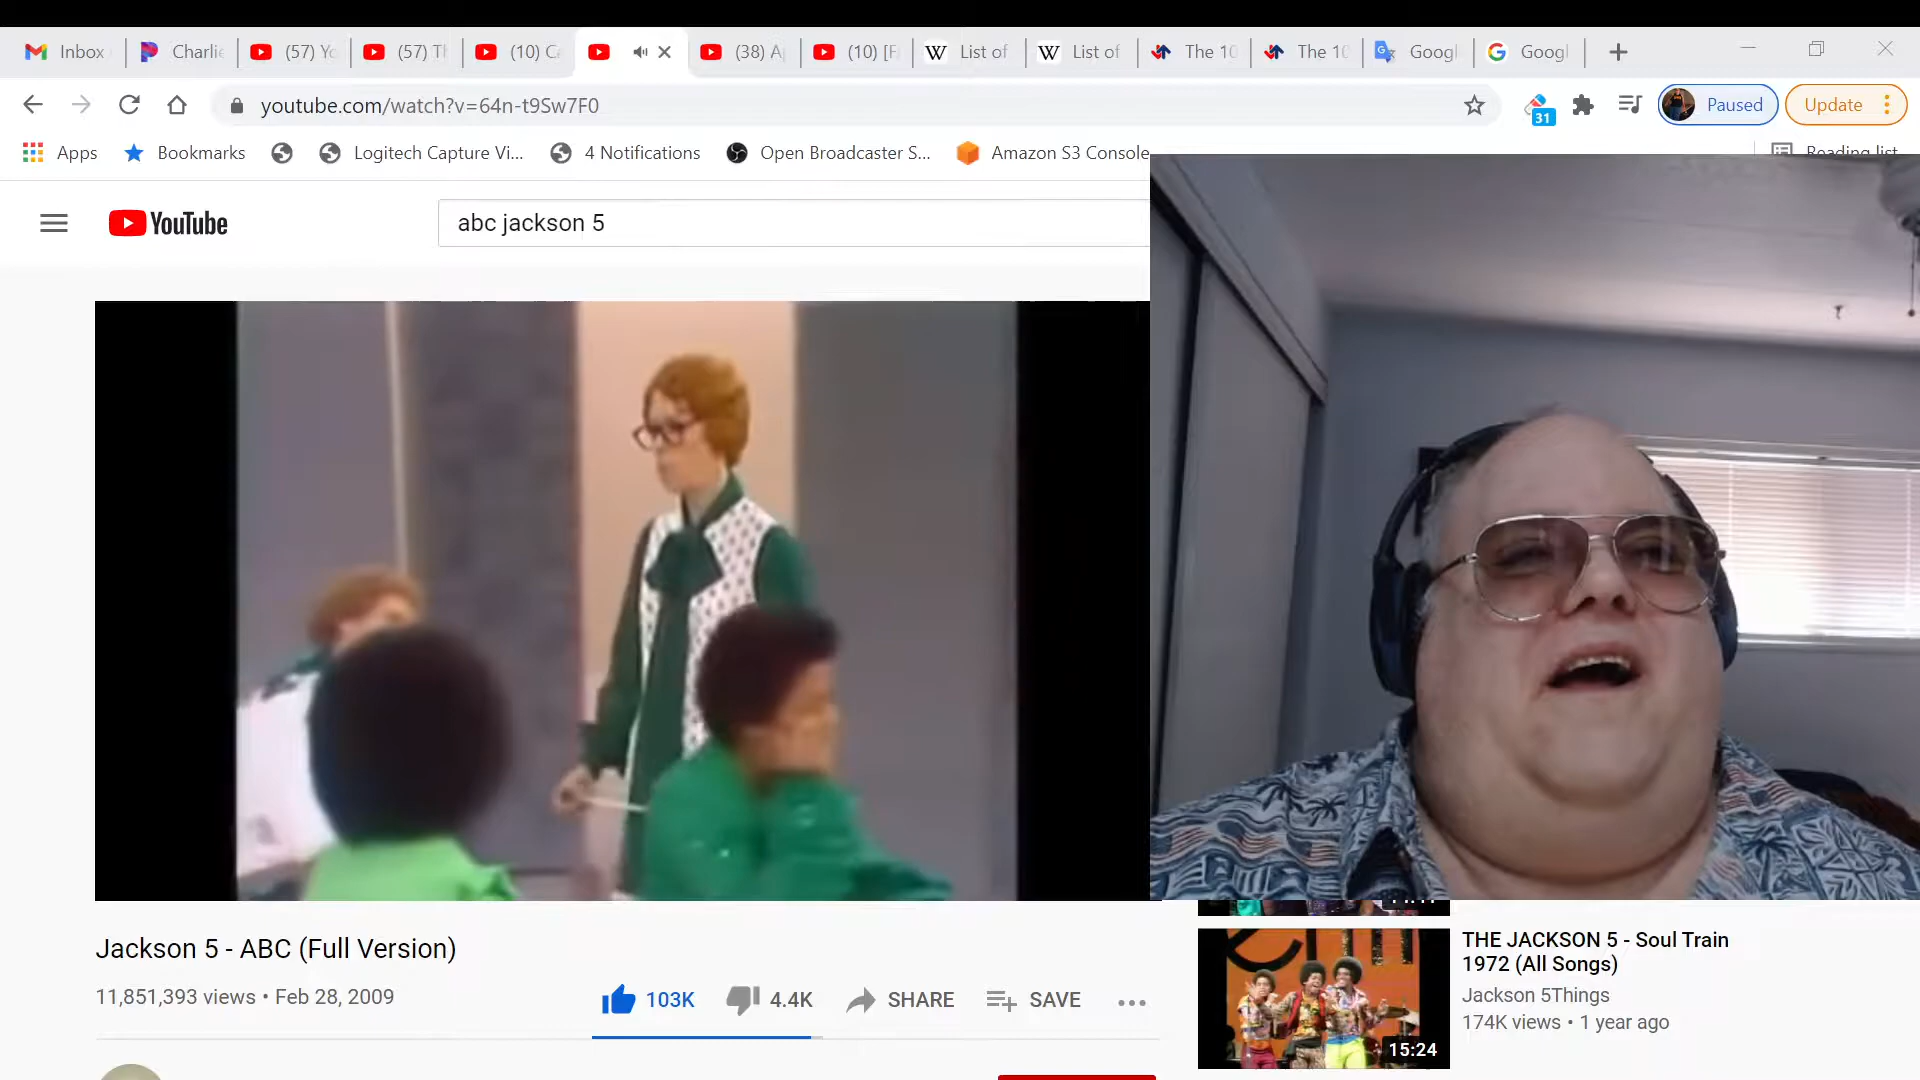 Inbox
Charlie
(57) Yo
(57) Th
(10) Ca
(38) A
(10) [F
List of
List of
The 10
The 10
Googl
Googl
youtube.com/watch?v=64n-t9Sw7F0
31
Paused
Update
Apps
Bookmarks
Logitech Capture Vi...
4 Notifications
Open Broadcaster S...
Amazon S3 Console
Reading list
YouTube
abc jackson 5
Jackson 5 - ABC (Full Version)
11,851,393 views • Feb 28, 2009
103K
4.4K
SHARE
SAVE
THE JACKSON 5 - Soul Train
1972 (All Songs)
Jackson 5Things
174K views • 1 year ago
15:24